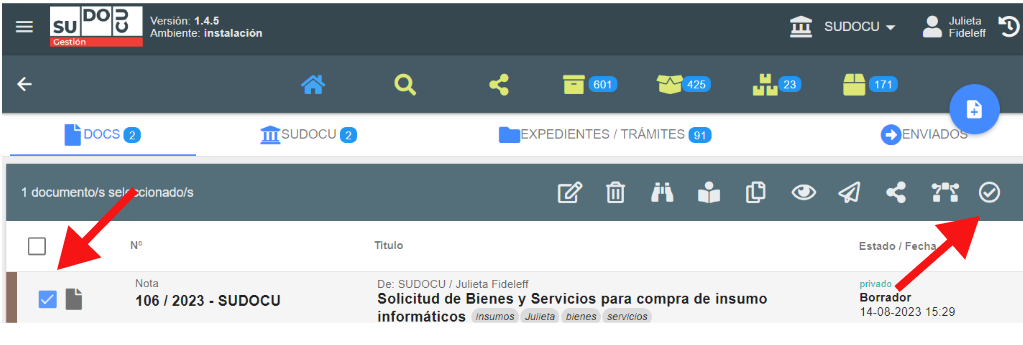 SU DOCU
Gestión
Versión: 1.4.5
Ambiente: instalación
SUDOCU
Julieta
Fideleff
601
425
23
171
DOCS 2
SUDOCU 2
EXPEDIENTES / TRÁMITES 91
ENVIADOS
1 documento/s seleccionado/s
Nº
Titulo
Estado / Fecha
Nota
106 / 2023 - SUDOCU
De: SUDOCU / Julieta Fideleff
Solicitud de Bienes y Servicios para compra de insumo
informáticos insumos Julieta bienes servicios
privado
Borrador
14-08-2023 15:29